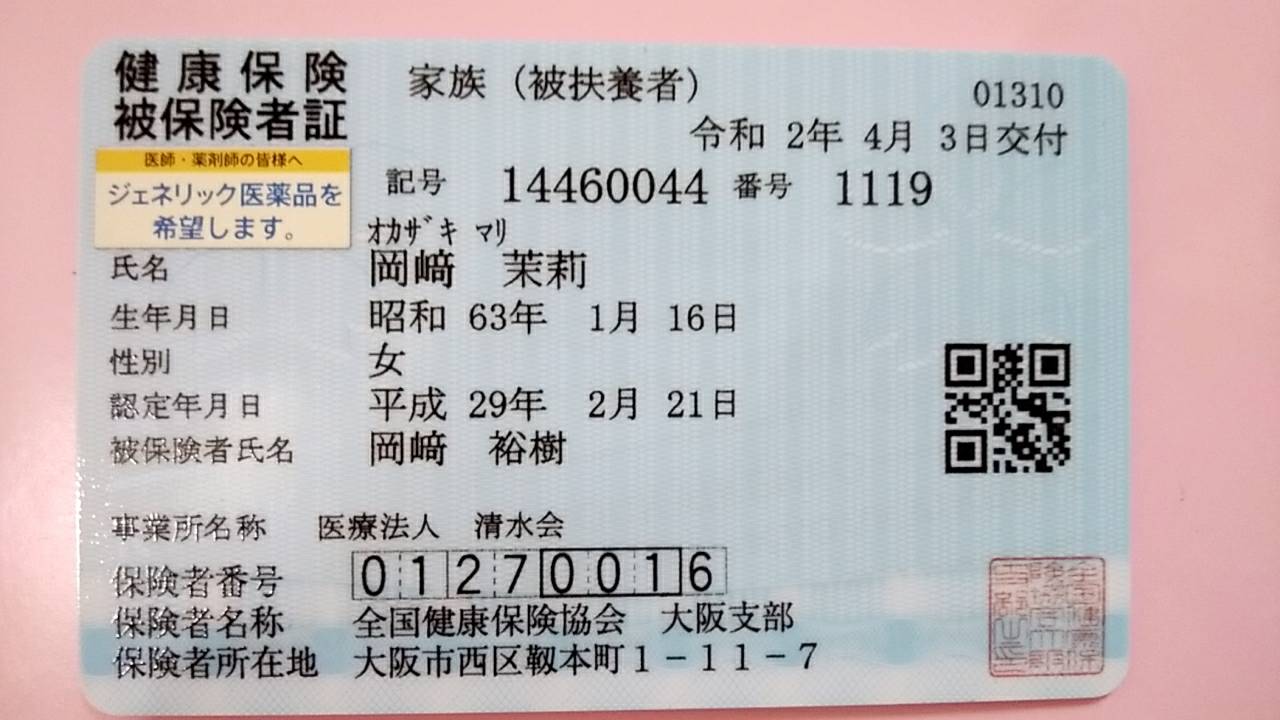 健康保険
被保険者証
家族（被扶養者）
01310
令和 2年 4月 3日交付
医師・薬剤師の皆様へ
ジェネリック医薬品を
希望します。
記号 14460044 番号 1119
ｵｶｻﾞｷ ﾏﾘ
氏名 岡﨑 茉莉
生年月日 昭和 63年 1月 16日
性別 女
認定年月日 平成 29年 2月 21日
被保険者氏名 岡﨑 裕樹
事業所名称 医療法人 清水会
保険者番号 01270016
保険者名称 全国健康保険協会 大阪支部
保険者所在地 大阪市西区靱本町1-11-7